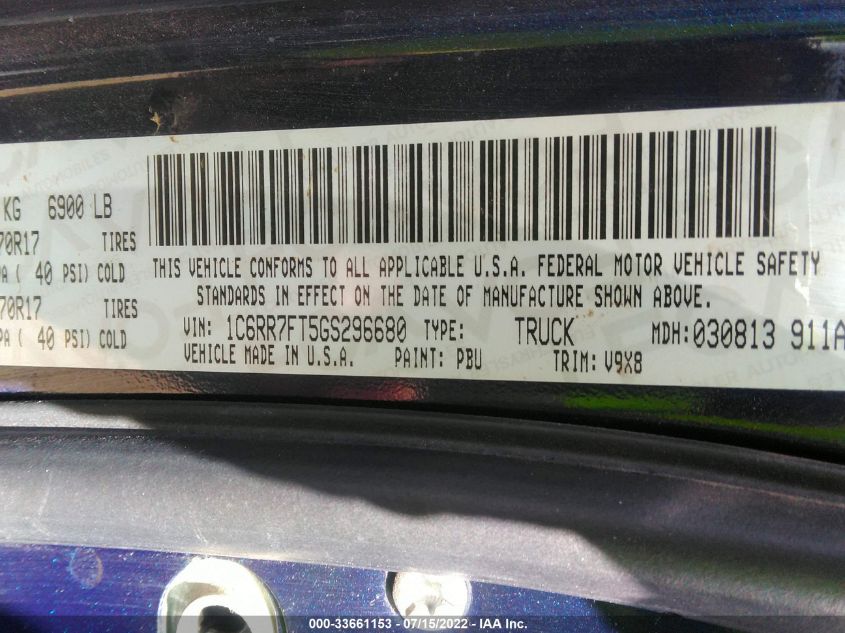 KG 6900 LB
70R17 TIRES
PA ( 40 PSI) COLD
70R17 TIRES
PA ( 40 PSI) COLD
THIS VEHICLE CONFORMS TO ALL APPLICABLE U.S.A. FEDERAL MOTOR VEHICLE SAFETY
STANDARDS IN EFFECT ON THE DATE OF MANUFACTURE SHOWN ABOVE.
VIN: 1C6RR7FT5GS296680 TYPE: TRUCK MDH: 030813 911A
VEHICLE MADE IN U.S.A. PAINT: PBU TRIM: V9X8
000-33661153 - 07/15/2022 - IAA Inc.